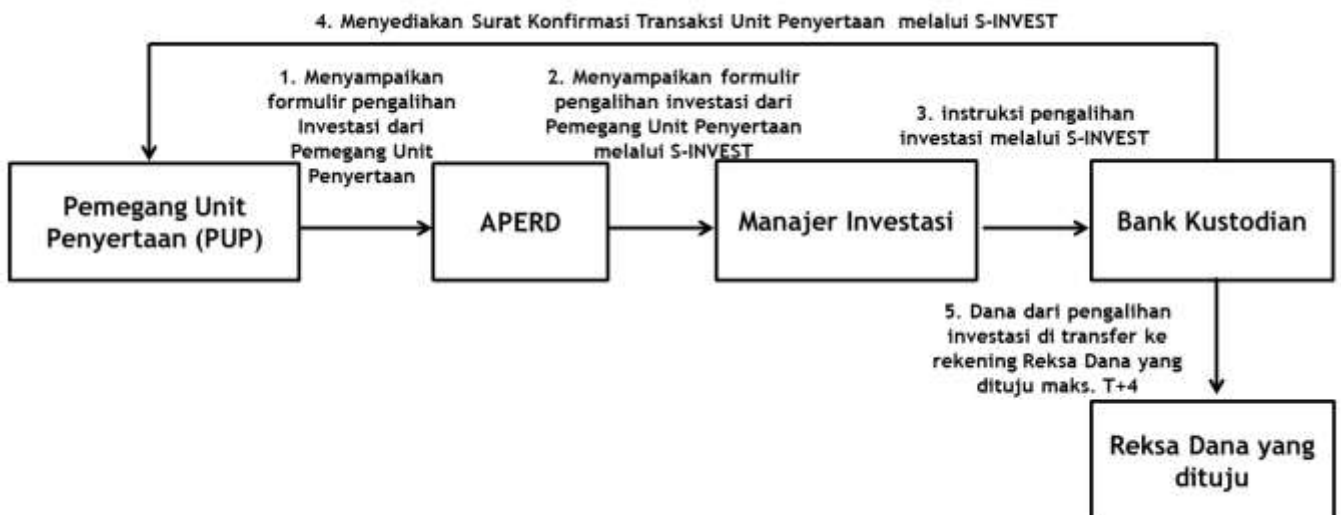 4. Menyediakan Surat Konfirmasi Transaksi Unit Penyertaan melalui S-INVEST
1. Menyampaikan
formulir pengalihan
Investasi dari
Pemegang Unit
Penyertaan
2. Menyampaikan formulir
pengalihan investasi dari
Pemegang Unit Penyertaan
melalui S-INVEST
3. instruksi pengalihan
investasi melalui S-INVEST
Pemegang Unit
Penyertaan (PUP)
APERD
Manajer Investasi
Bank Kustodian
5. Dana dari pengalihan
investasi di transfer ke
rekening Reksa Dana yang
dituju maks. T+4
Reksa Dana yang
dituju